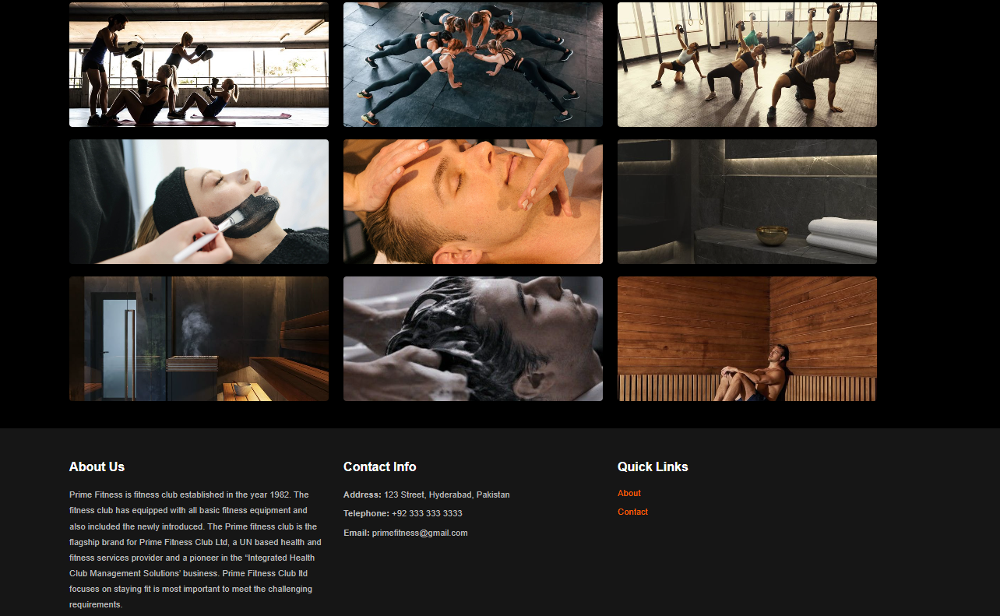 About Us
Prime Fitness is fitness club established in the year 1982. The
fitness club has equipped with all basic fitness equipment and
also included the newly introduced. The Prime fitness club is the
flagship brand for Prime Fitness Club Ltd, a UN based health and
fitness services provider and a pioneer in the “Integrated Health
Club Management Solutions’ business. Prime Fitness Club ltd
focuses on staying fit is most important to meet the challenging
requirements.
Contact Info
Address: 123 Street, Hyderabad, Pakistan
Telephone: +92 333 333 3333
Email: primefitness@gmail.com
Quick Links
About
Contact